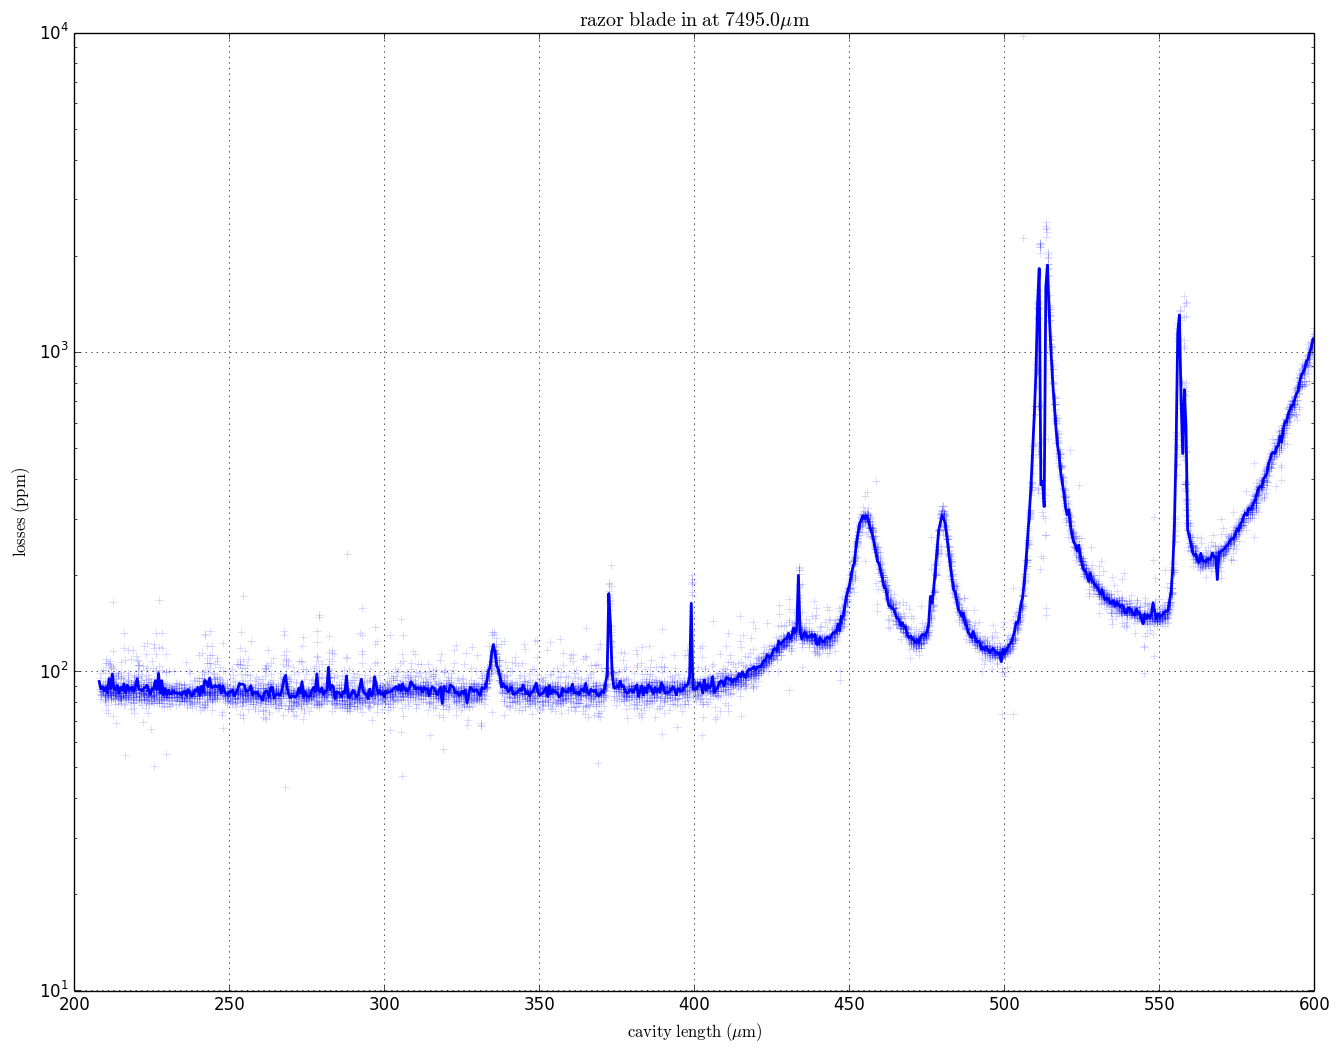 razor blade in at 7495.0μm
10⁴
10³
10²
10¹
losses (ppm)
200 250 300 350 400 450 500 550 600
cavity length (μm)